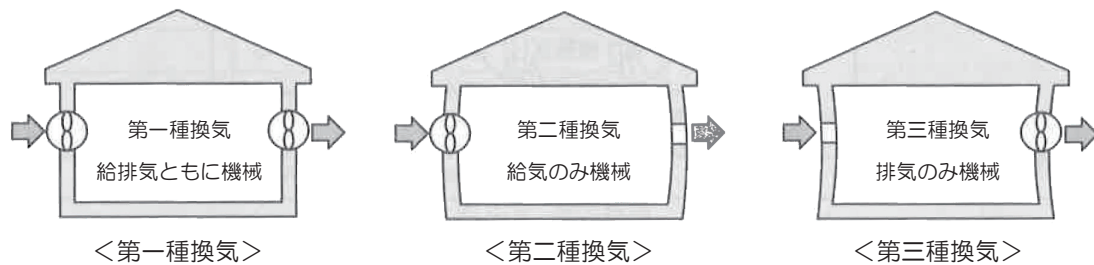 第一種換気
給排気ともに機械
第二種換気
給気のみ機械
第三種換気
排気のみ機械
＜第一種換気＞
＜第二種換気＞
＜第三種換気＞